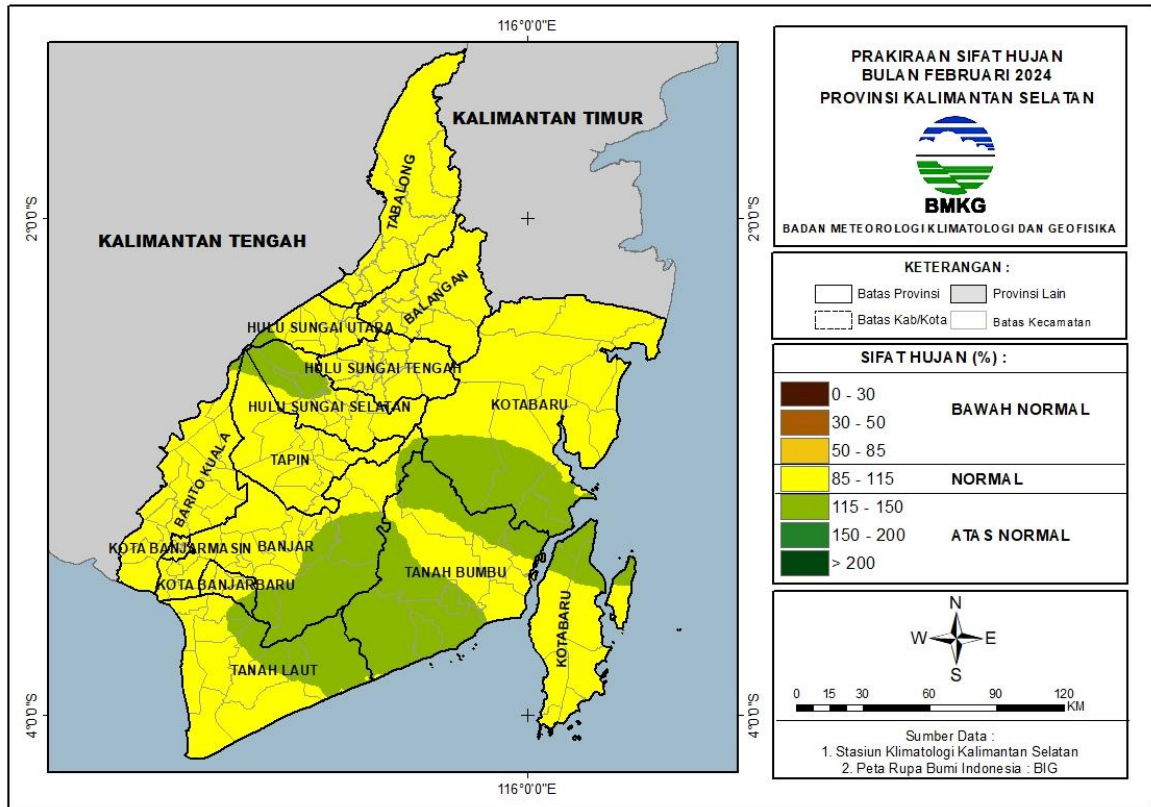 116°0'0"E
KALIMANTAN TIMUR
TABALONG
2°0'0"S
2°0'0"S
KALIMANTAN TENGAH
BALANGAN
HULU SUNGAI UTARA
HULU SUNGAI TENGAH
KOTABARU
HULU SUNGAI SELATAN
TAPIN
BARITO KUALA
KOTA BANJARMASIN
BANJAR
KOTA BANJARBARU
TANAH BUMBU
TANAH LAUT
KOTABARU
4°0'0"S
4°0'0"S
116°0'0"E
PRAKIRAAN SIFAT HUJAN
BULAN FEBRUARI 2024
PROVINSI KALIMANTAN SELATAN
BMKG
BADAN METEOROLOGI KLIMATOLOGI DAN GEOFISIKA
KETERANGAN :
Batas Provinsi
Provinsi Lain
Batas Kab/Kota
Batas Kecamatan
SIFAT HUJAN (%) :
0 - 30
BAWAH NORMAL
30 - 50
50 - 85
85 - 115
NORMAL
115 - 150
150 - 200
ATAS NORMAL
> 200
N
W
E
S
0 15 30 60 90 120
KM
Sumber Data :
1. Stasiun Klimatologi Kalimantan Selatan
2. Peta Rupa Bumi Indonesia : BIG